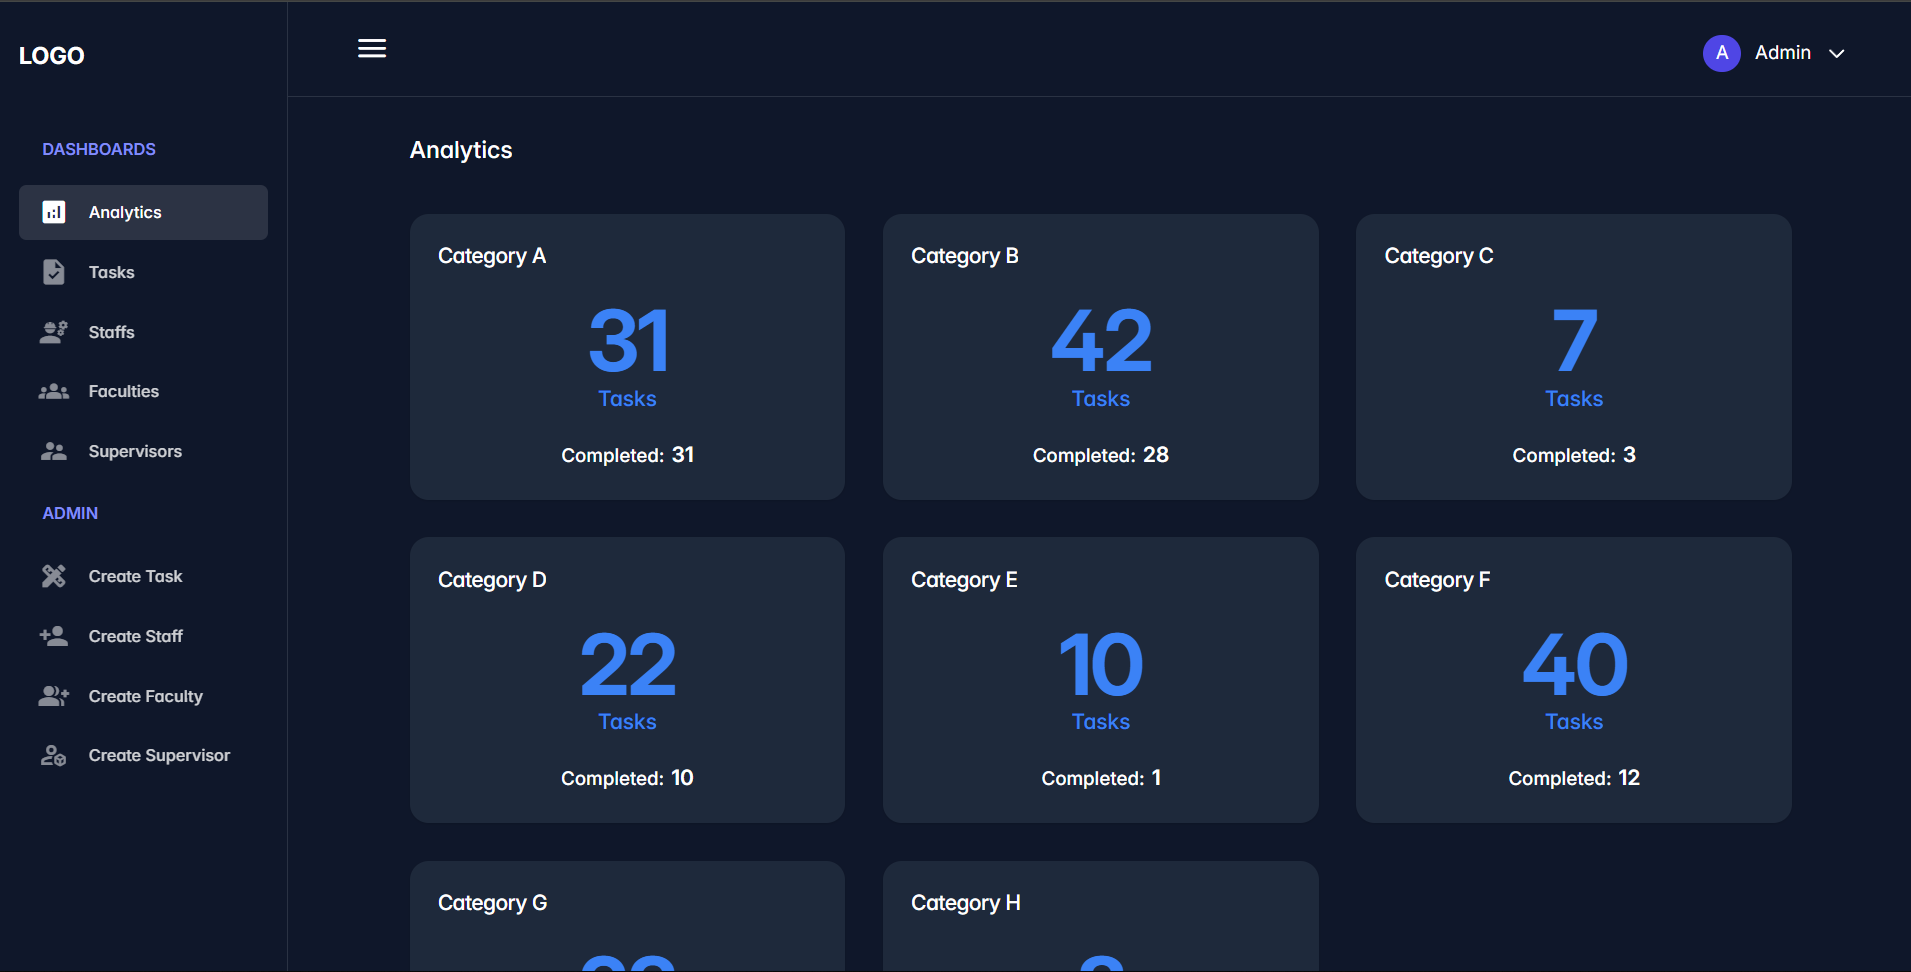 LOGO
A Admin
DASHBOARDS
Analytics
Tasks
Staffs
Faculties
Supervisors
ADMIN
Create Task
Create Staff
Create Faculty
Create Supervisor
Analytics
Category A
31
Tasks
Completed: 31
Category B
42
Tasks
Completed: 28
Category C
7
Tasks
Completed: 3
Category D
22
Tasks
Completed: 10
Category E
10
Tasks
Completed: 1
Category F
40
Tasks
Completed: 12
Category G
Category H